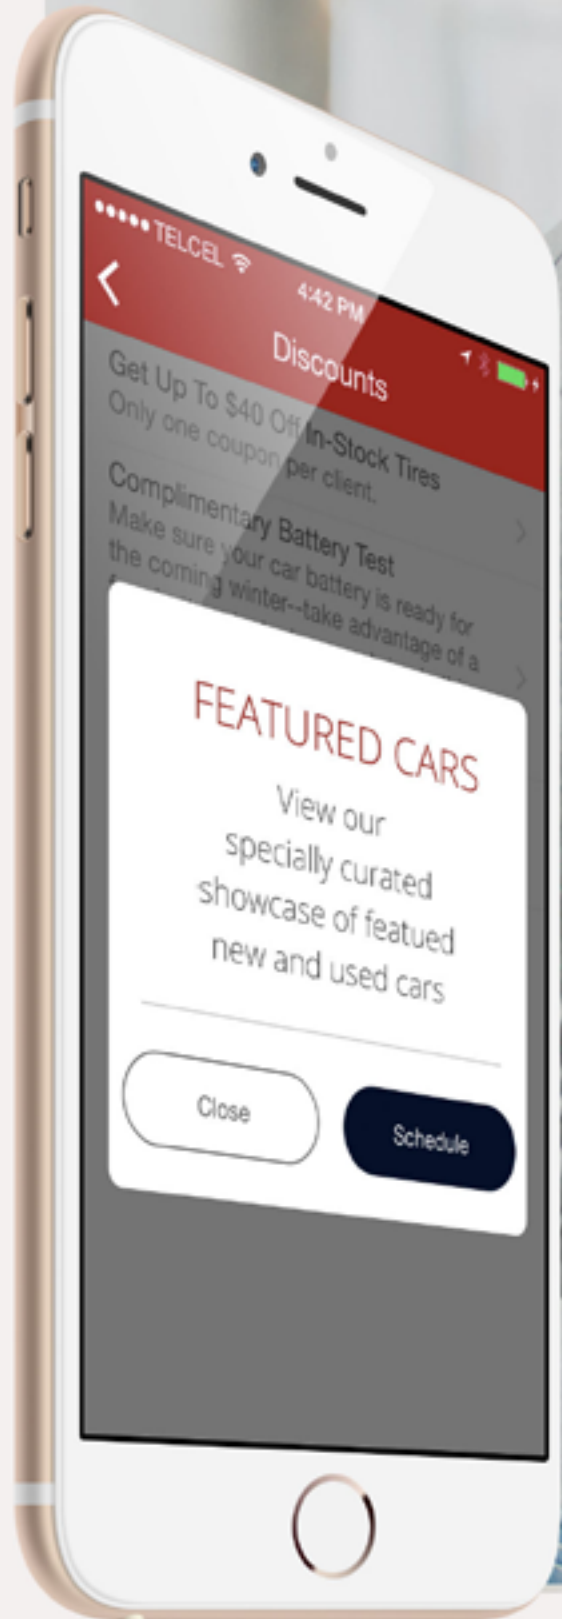 TELCEL
4:42 PM
Discounts
Get Up To $40 Off In-Stock Tires
Only one coupon per client.
Complimentary Battery Test
Make sure your car battery is ready for
the coming winter--take advantage of a
FEATURED CARS
View our
specially curated
showcase of featued
new and used cars
Close
Schedule